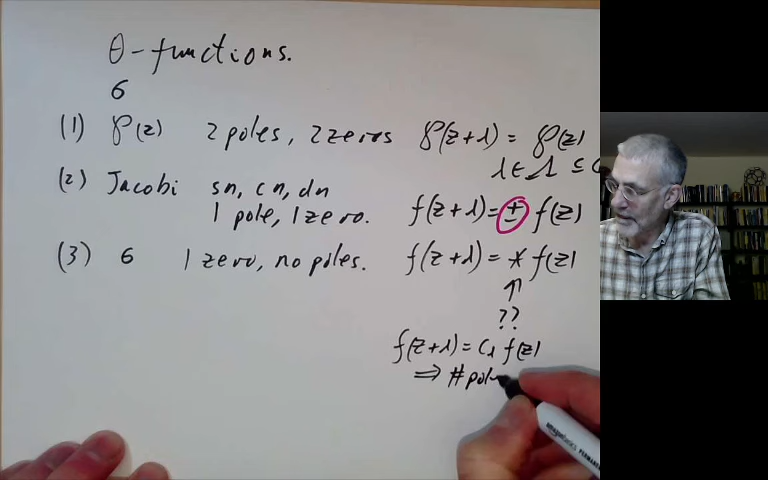 θ-functions.
σ
(1) ℘(z) 2 poles, 2 zeros ℘(z+λ) = ℘(z)
λ ∈ Λ ⊆ C
(2) Jacobi sn, cn, dn
1 pole, 1 zero. f(z+λ) = ± f(z)
(3) σ 1 zero, no poles. f(z+λ) = * f(z)
↑
??
f(z+λ) = Cλ f(z)
⇒ # pole